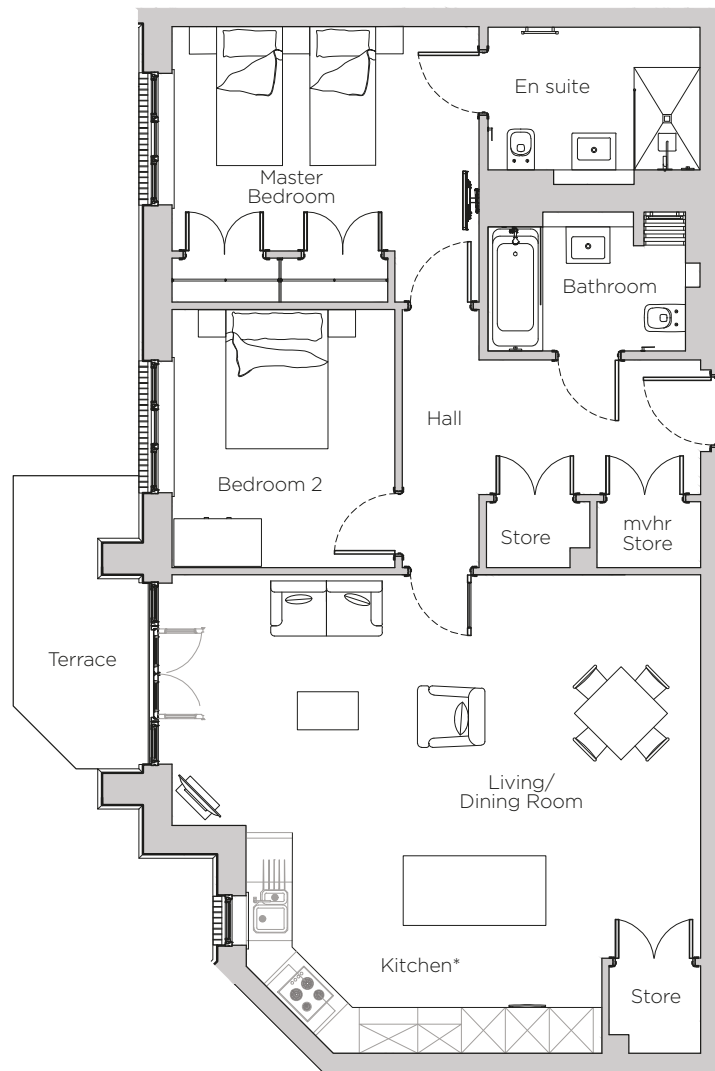 En suite
Master
Bedroom
Bathroom
Hall
Bedroom 2
Store
mvhr
Store
Terrace
Living/
Dining Room
Kitchen*
Store